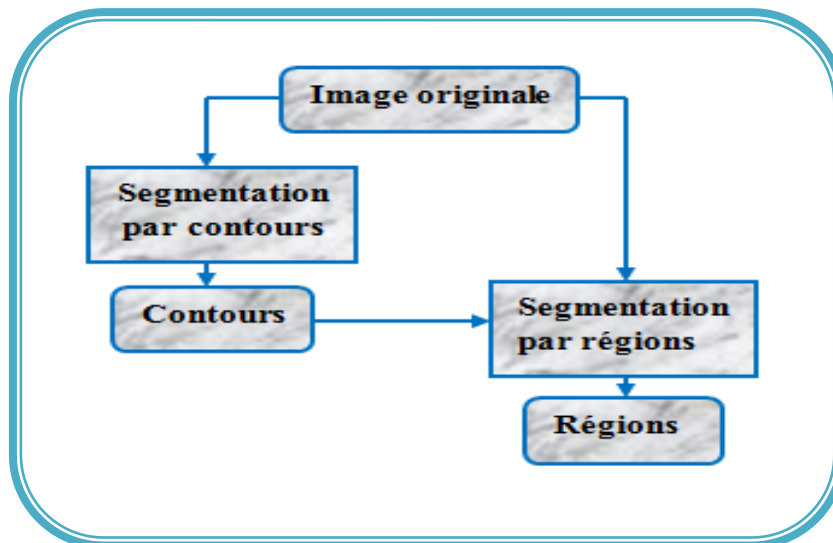 Image originale
Segmentation
par contours
Contours
Segmentation
par régions
Régions